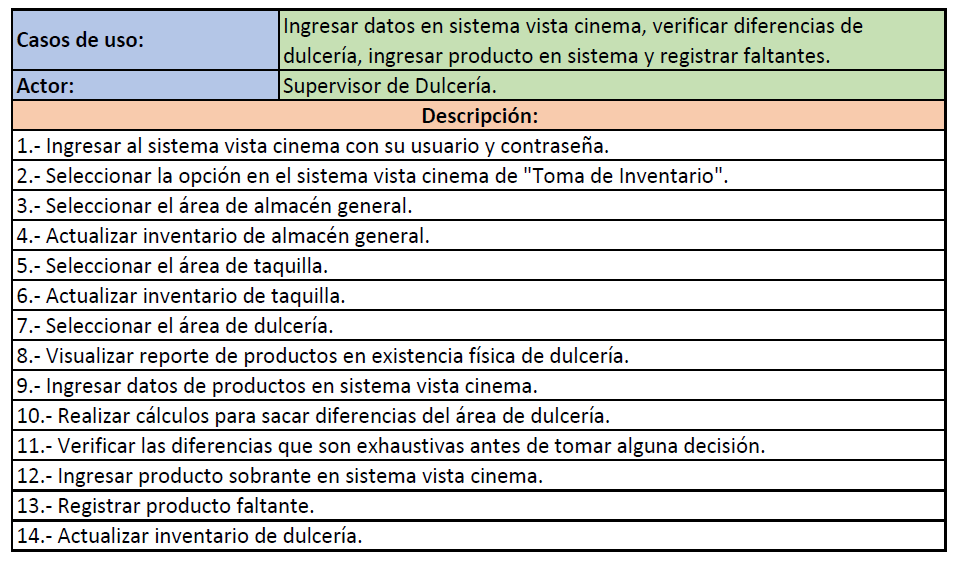 Casos de uso:
Ingresar datos en sistema vista cinema, verificar diferencias de
dulcería, ingresar producto en sistema y registrar faltantes.
Actor:
Supervisor de Dulcería.
Descripción:
1.- Ingresar al sistema vista cinema con su usuario y contraseña.
2.- Seleccionar la opción en el sistema vista cinema de "Toma de Inventario".
3.- Seleccionar el área de almacén general.
4.- Actualizar inventario de almacén general.
5.- Seleccionar el área de taquilla.
6.- Actualizar inventario de taquilla.
7.- Seleccionar el área de dulcería.
8.- Visualizar reporte de productos en existencia física de dulcería.
9.- Ingresar datos de productos en sistema vista cinema.
10.- Realizar cálculos para sacar diferencias del área de dulcería.
11.- Verificar las diferencias que son exhaustivas antes de tomar alguna decisión.
12.- Ingresar producto sobrante en sistema vista cinema.
13.- Registrar producto faltante.
14.- Actualizar inventario de dulcería.